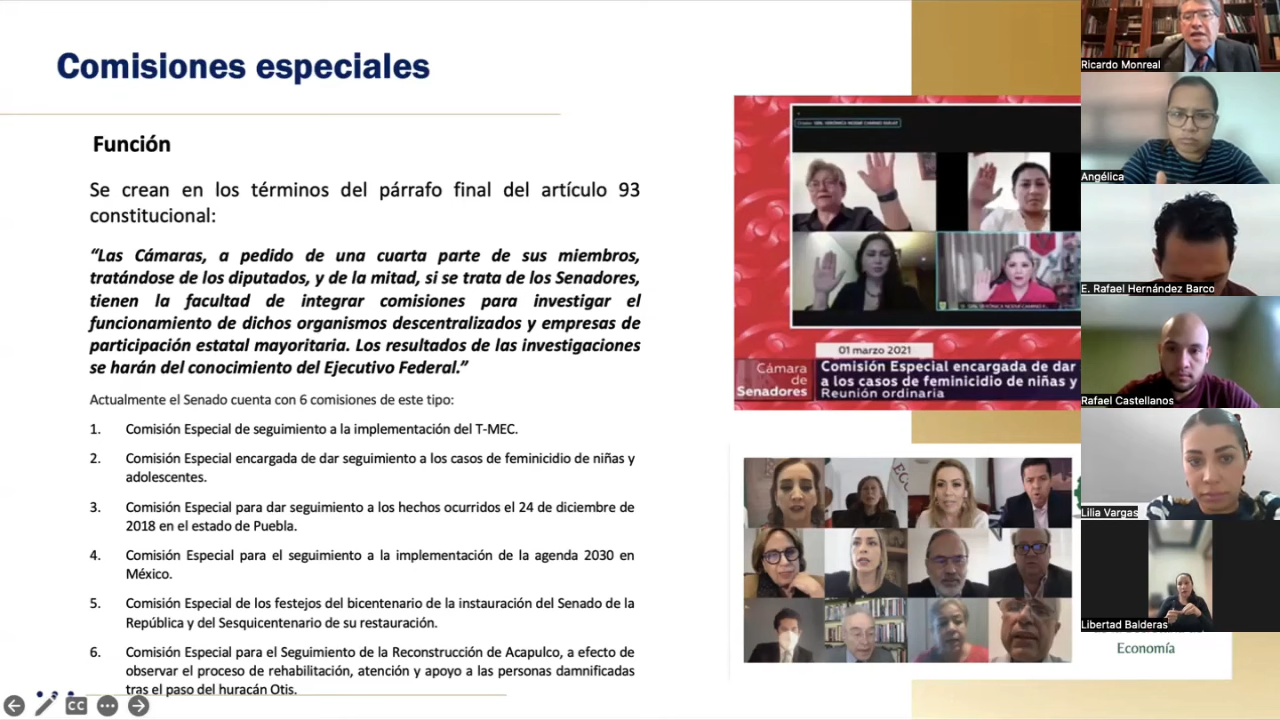 Comisiones especiales
Función
Se crean en los términos del párrafo final del artículo 93
constitucional:
“Las Cámaras, a pedido de una cuarta parte de sus miembros,
tratándose de los diputados, y de la mitad, si se trata de los Senadores,
tienen la facultad de integrar comisiones para investigar el
funcionamiento de dichos organismos descentralizados y empresas de
participación estatal mayoritaria. Los resultados de las investigaciones
se harán del conocimiento del Ejecutivo Federal.”
Actualmente el Senado cuenta con 6 comisiones de este tipo:
1. Comisión Especial de seguimiento a la implementación del T-MEC.
2. Comisión Especial encargada de dar seguimiento a los casos de feminicidio de niñas y
adolescentes.
3. Comisión Especial para dar seguimiento a los hechos ocurridos el 24 de diciembre de
2018 en el estado de Puebla.
4. Comisión Especial para el seguimiento a la implementación de la agenda 2030 en
México.
5. Comisión Especial de los festejos del bicentenario de la instauración del Senado de la
República y del Sesquicentenario de su restauración.
6. Comisión Especial para el Seguimiento de la Reconstrucción de Acapulco, a efecto de
observar el proceso de rehabilitación, atención y apoyo a las personas damnificadas
tras el paso del huracán Otis.
CC
01 marzo 2021
Cámara
de
Senadores
Comisión Especial encargada de dar
a los casos de feminicidio de niñas y
Reunión ordinaria
Economía
Ricardo Monreal
Angélica
E. Rafael Hernández Barco
Rafael Castellanos
Lilia Vargas
Libertad Balderas